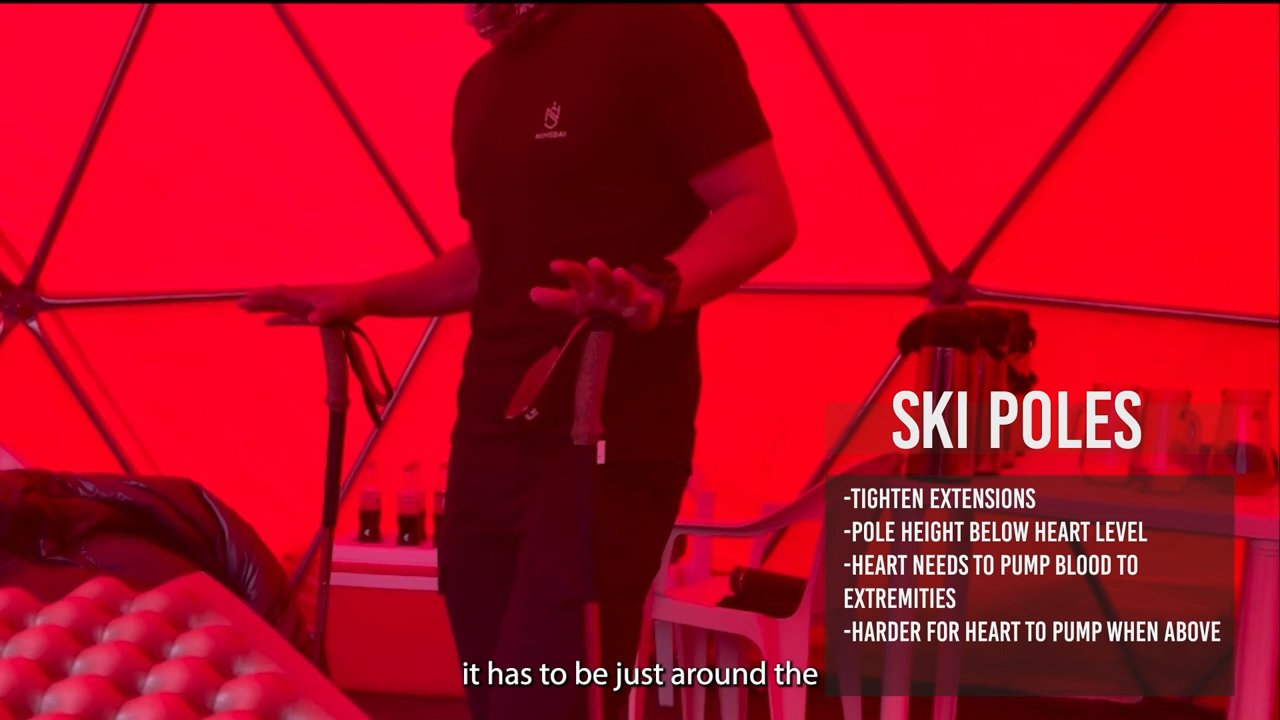 NIMSDAI
SKI POLES
-TIGHTEN EXTENSIONS
-POLE HEIGHT BELOW HEART LEVEL
-HEART NEEDS TO PUMP BLOOD TO
EXTREMITIES
-HARDER FOR HEART TO PUMP WHEN ABOVE
it has to be just around the